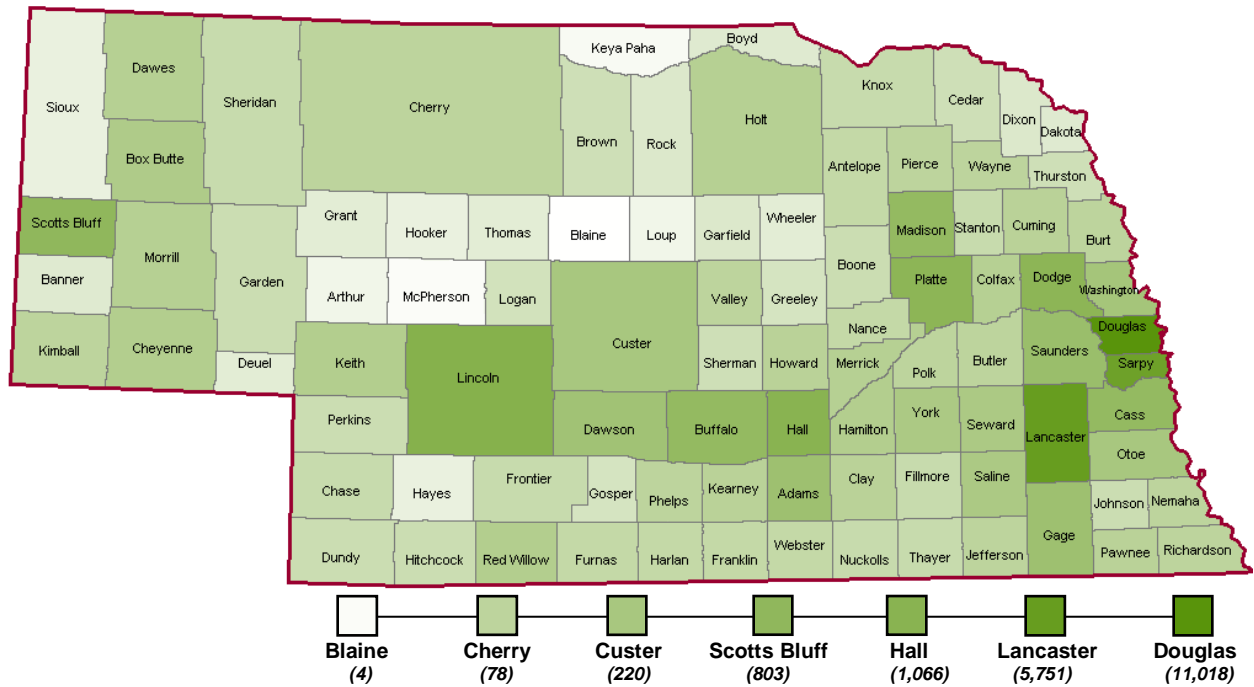 Keya Paha
Boyd
Dawes
Sioux
Sheridan
Cherry
Holt
Knox
Cedar
Dixon
Dakota
Box Butte
Brown
Rock
Antelope
Pierce
Wayne
Thurston
Scotts Bluff
Grant
Hooker
Thomas
Blaine
Loup
Garfield
Wheeler
Madison
Stanton
Cuming
Burt
Banner
Morrill
Garden
Arthur
McPherson
Logan
Valley
Greeley
Boone
Platte
Colfax
Dodge
Washington
Nance
Kimball
Cheyenne
Deuel
Keith
Lincoln
Custer
Sherman
Howard
Merrick
Polk
Butler
Saunders
Douglas
Sarpy
Perkins
Dawson
Buffalo
Hall
Hamilton
York
Seward
Lancaster
Cass
Otoe
Chase
Hayes
Frontier
Gosper
Phelps
Kearney
Adams
Clay
Fillmore
Saline
Johnson
Nemaha
Dundy
Hitchcock
Red Willow
Furnas
Harlan
Franklin
Webster
Nuckolls
Thayer
Jefferson
Gage
Pawnee
Richardson
Blaine
(4)
Cherry
(78)
Custer
(220)
Scotts Bluff
(803)
Hall
(1,066)
Lancaster
(5,751)
Douglas
(11,018)